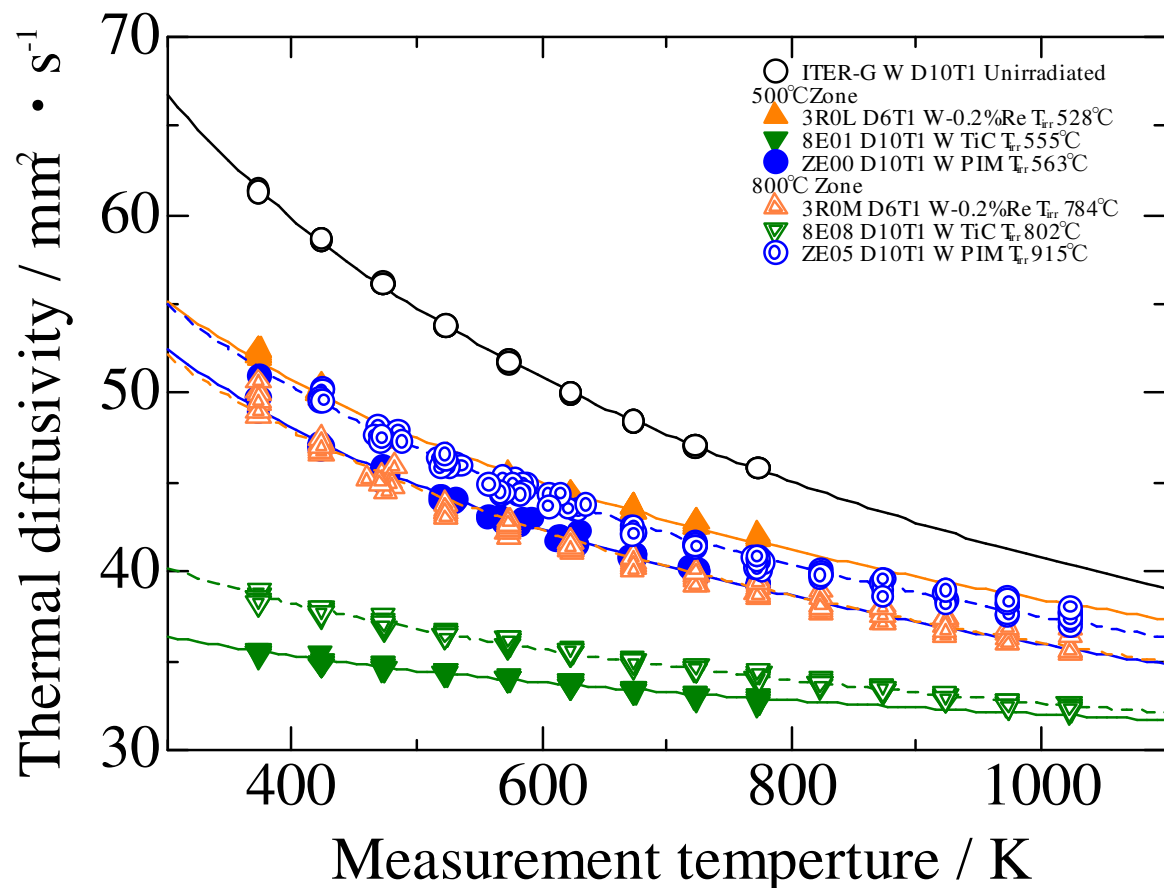 Thermal diffusivity / mm² • s⁻¹
70
60
50
40
30
ITER-G W D10T1 Unirradiated
500℃Zone
3R0L D6T1 W-0.2%Re Tirr 528℃
8E01 D10T1 W TiC Tirr 555℃
ZE00 D10T1 W PIM Tirr 563℃
800℃ Zone
3R0M D6T1 W-0.2%Re Tirr 784℃
8E08 D10T1 W TiC Tirr 802℃
ZE05 D10T1 W PIM Tirr 915℃
400 600 800 1000
Measurement temperture / K